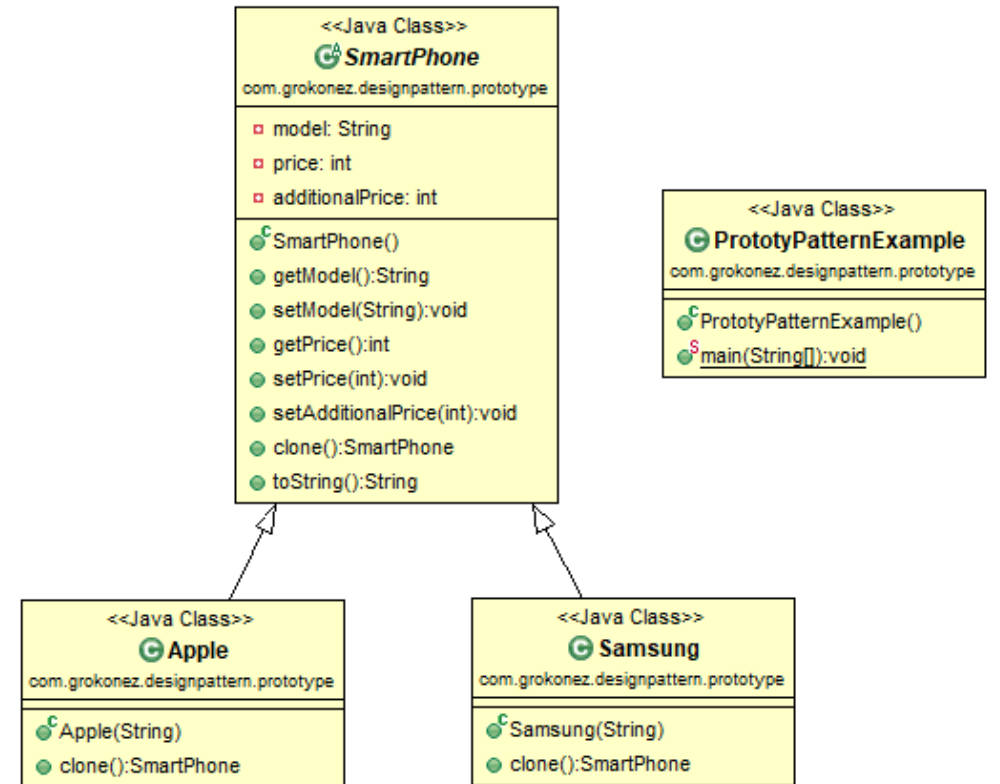 <<Java Class>>
SmartPhone
com.grokonez.designpattern.prototype
model: String
price: int
additionalPrice: int
SmartPhone()
getModel():String
setModel(String):void
getPrice():int
setPrice(int):void
setAdditionalPrice(int):void
clone():SmartPhone
toString():String
<<Java Class>>
PrototyPatternExample
com.grokonez.designpattern.prototype
PrototyPatternExample()
main(String[]):void
<<Java Class>>
Apple
com.grokonez.designpattern.prototype
Apple(String)
clone():SmartPhone
<<Java Class>>
Samsung
com.grokonez.designpattern.prototype
Samsung(String)
clone():SmartPhone